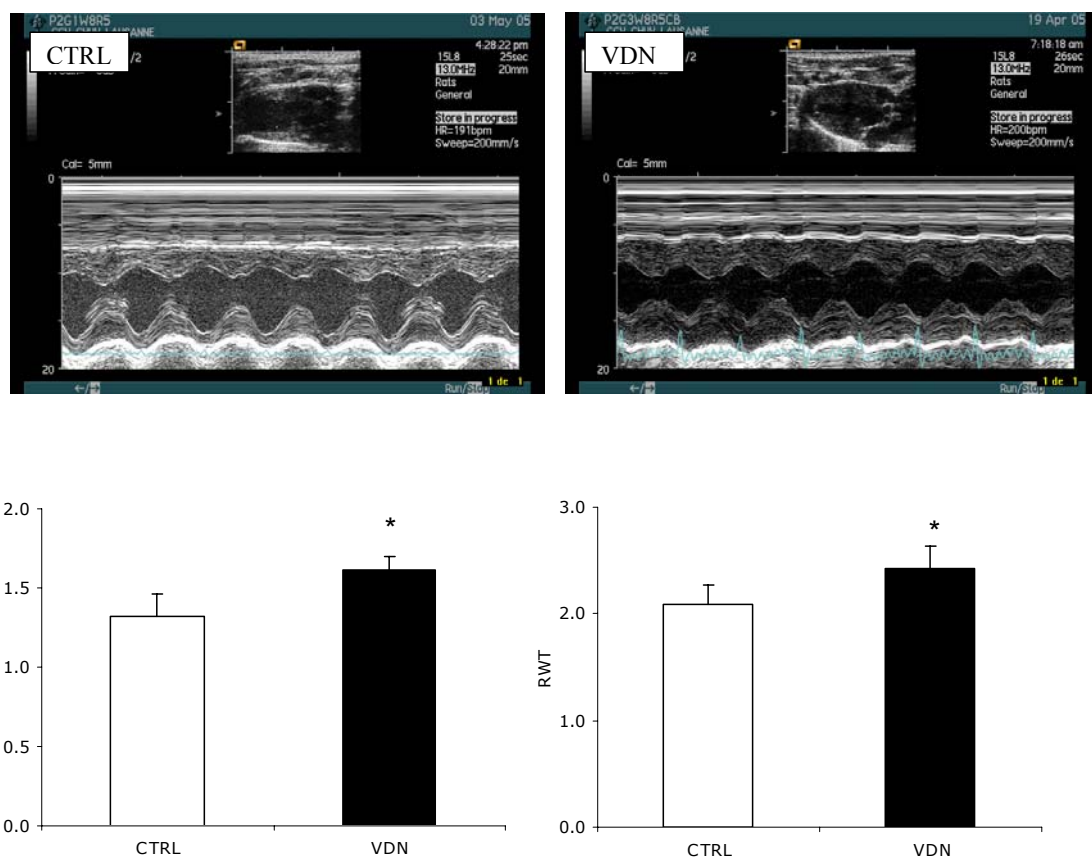 P2G1W8R5
03 May 05
CTRL
/2
4:28:22 pm
15L8 25sec
13.0MHz 20mm
Rats
General
Store in progress
HR=191bpm
Sweep=200mm/s
Cal= 5mm
0
20
←/→
Run/Stop
1 de 1
P2G3W8R5CB
19 Apr 05
VDN
/2
7:18:18 am
15L8 26sec
13.0MHz 20mm
Rats
General
Store in progress
HR=200bpm
Sweep=200mm/s
Cal= 5mm
0
20
←/→
Run/Stop
1 de 1
2.0
1.5
1.0
0.5
0.0
*
CTRL VDN
RWT
3.0
2.0
1.0
0.0
*
CTRL VDN